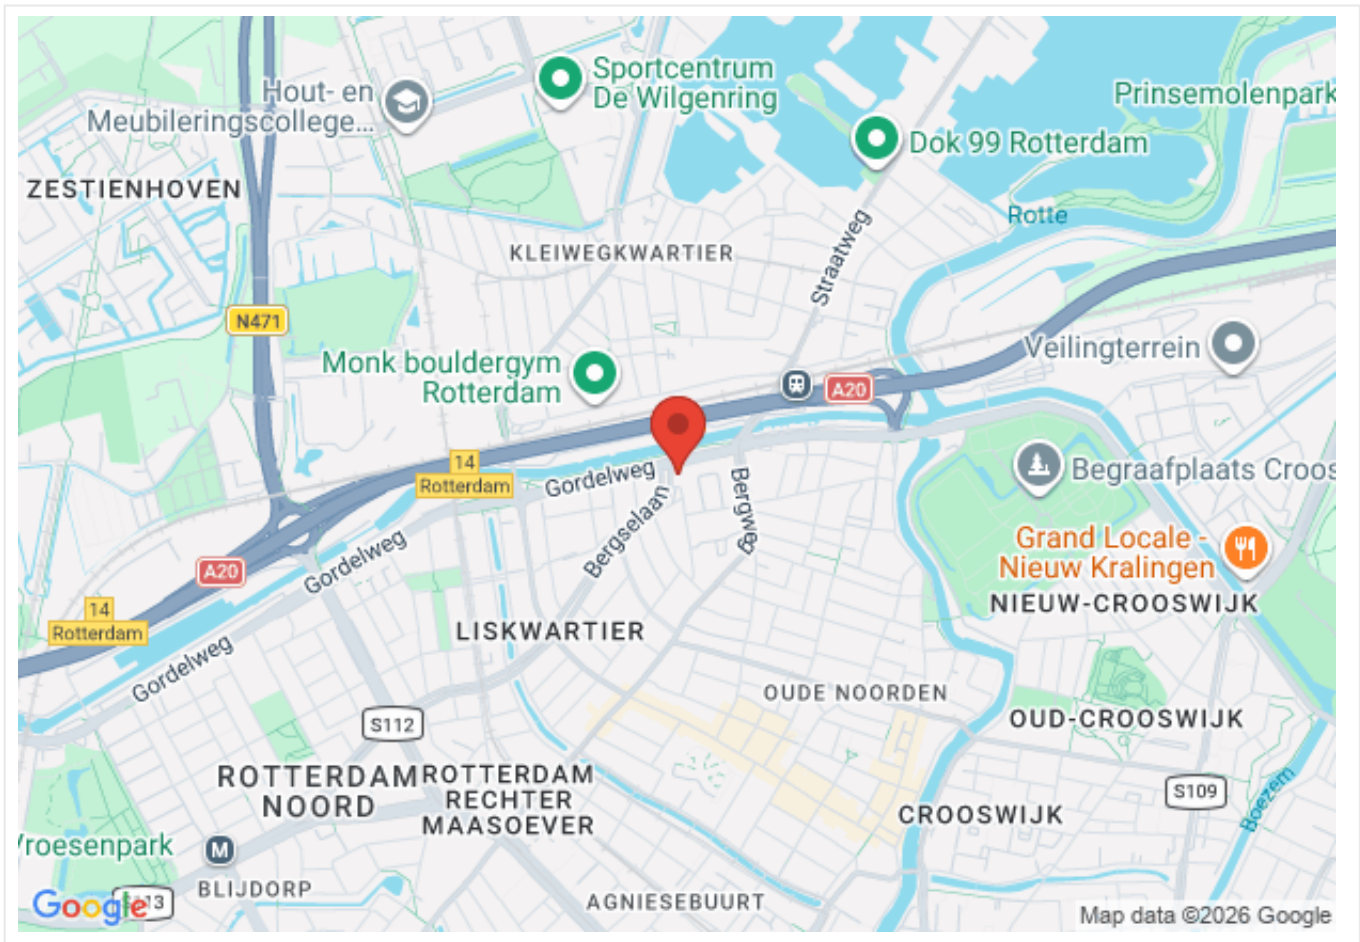 Sportcentrum
De Wilgenring
Hout- en
Meubileringscollege...
Prinsemolenpark
Dok 99 Rotterdam
ZESTIENHOVEN
Rotte
KLEIWEGKWARTIER
Straatweg
N471
Veilingterrein
Monk bouldergym
Rotterdam
A20
14
Rotterdam
Gordelweg
Bergweg
Begraafplaats Croos
Bergselaan
Grand Locale -
Nieuw Kralingen
Gordelweg
A20
NIEUW-CROOSWIJK
14
Rotterdam
LISKWARTIER
Gordelweg
OUDE NOORDEN
S112
OUD-CROOSWIJK
ROTTERDAM
NOORD
ROTTERDAM
RECHTER
MAASOEVER
S109
Boezem
CROOSWIJK
Vroesenpark
M
BLIJDORP
AGNIESEBUURT
Google
Map data ©2026 Google